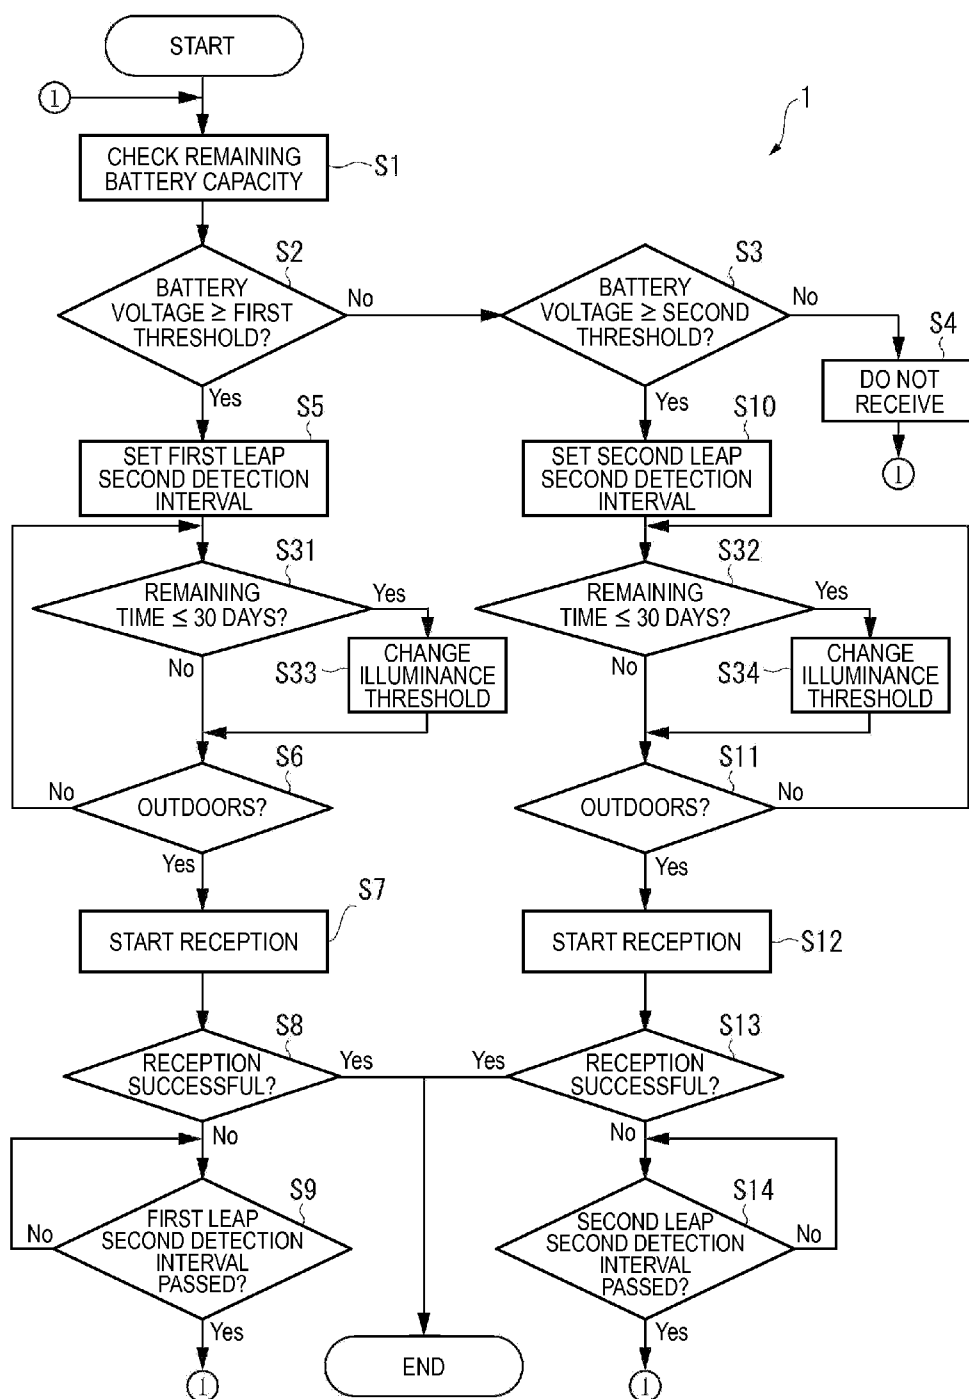 START
1
1
CHECK REMAINING
BATTERY CAPACITY
S1
S2
BATTERY
VOLTAGE ≥ FIRST
THRESHOLD?
No
Yes
S3
BATTERY
VOLTAGE ≥ SECOND
THRESHOLD?
No
Yes
S4
DO NOT
RECEIVE
1
S5
SET FIRST LEAP
SECOND DETECTION
INTERVAL
S10
SET SECOND LEAP
SECOND DETECTION
INTERVAL
S31
REMAINING
TIME ≤ 30 DAYS?
Yes
No
S33
CHANGE
ILLUMINANCE
THRESHOLD
S32
REMAINING
TIME ≤ 30 DAYS?
Yes
No
S34
CHANGE
ILLUMINANCE
THRESHOLD
S6
No
OUTDOORS?
Yes
S11
OUTDOORS?
No
Yes
S7
START RECEPTION
START RECEPTION
S12
S8
RECEPTION
SUCCESSFUL?
Yes
No
S13
Yes
RECEPTION
SUCCESSFUL?
No
S9
FIRST LEAP
SECOND DETECTION
INTERVAL
PASSED?
No
Yes
1
S14
SECOND LEAP
SECOND DETECTION
INTERVAL
PASSED?
No
Yes
1
END